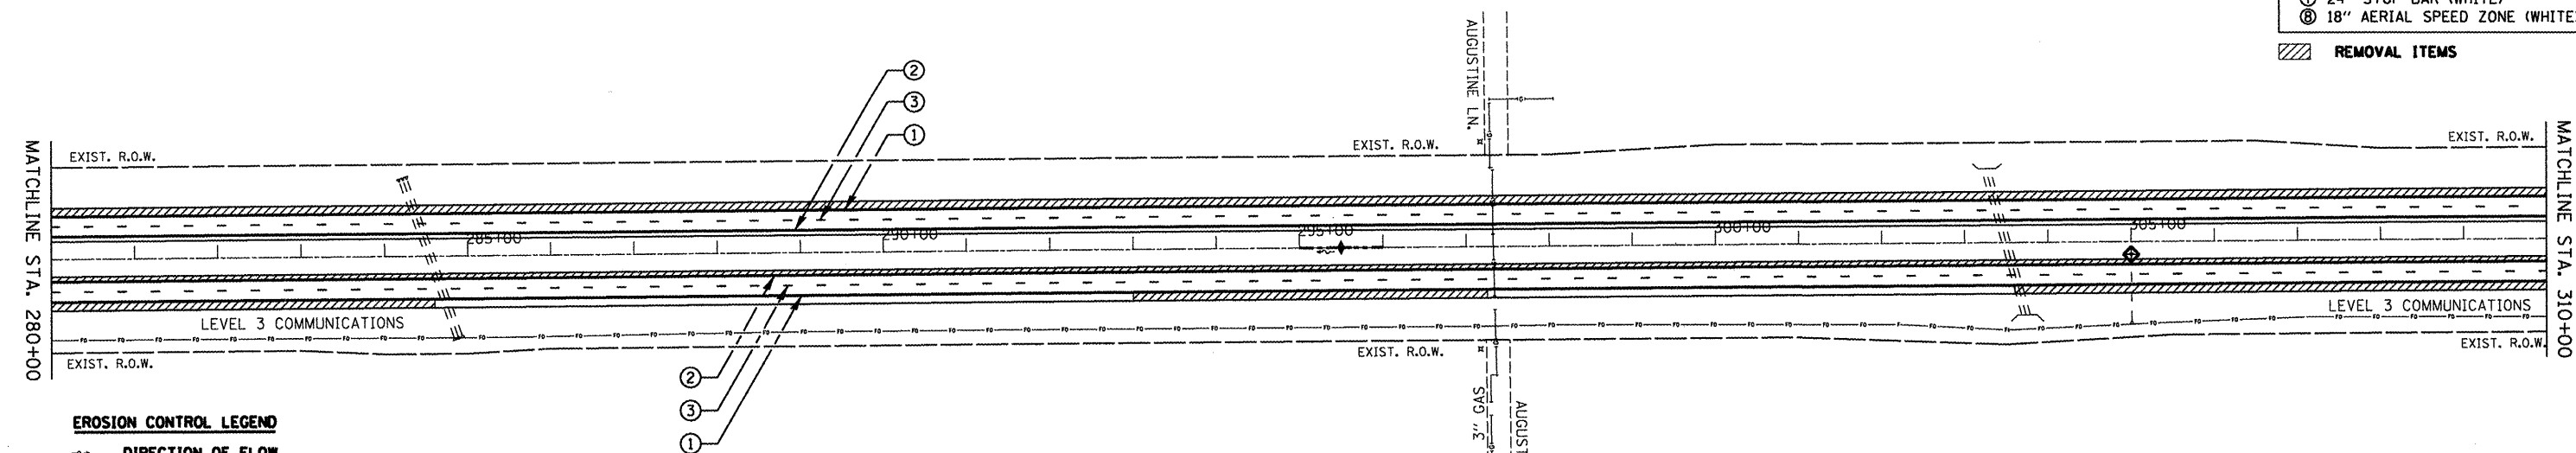 ⑧ 18" AERIAL SPEED ZONE (WHITE
REMOVAL ITEMS
AUGUSTINE LN.
②
③
①
MATCHLINE STA. 280+00
MATCHLINE STA. 310+00
EXIST. R.O.W.
EXIST. R.O.W.
EXIST. R.O.W.
285+00
290+00
295+00
300+00
305+00
LEVEL 3 COMMUNICATIONS
LEVEL 3 COMMUNICATIONS
EXIST. R.O.W.
EXIST. R.O.W.
EXIST. R.O.W.
②
③
①
3" GAS
AUGUST
EROSION CONTROL LEGEND
DIRECTION OF FLOW